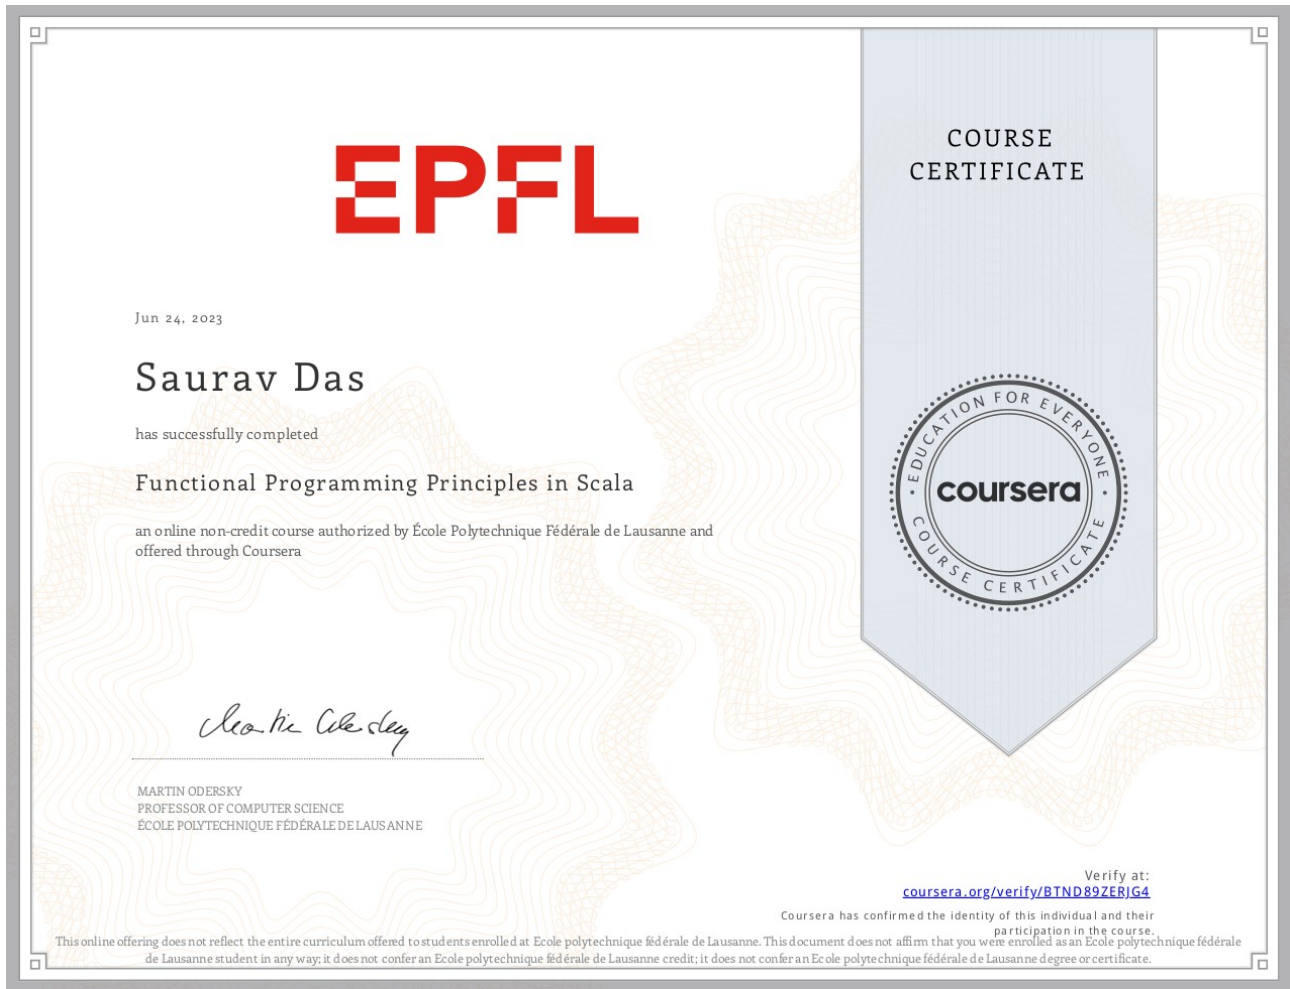 EPFL
COURSE
CERTIFICATE
Jun 24, 2023
Saurav Das
has successfully completed
Functional Programming Principles in Scala
an online non-credit course authorized by École Polytechnique Fédérale de Lausanne and
offered through Coursera
EDUCATION FOR EVERYONE
coursera
COURSE CERTIFICATE
Martin Odersky
MARTIN ODERSKY
PROFESSOR OF COMPUTER SCIENCE
ÉCOLE POLYTECHNIQUE FÉDÉRALE DE LAUSANNE
Verify at:
coursera.org/verify/BTND89ZERJG4
Coursera has confirmed the identity of this individual and their
participation in the course.
This online offering does not reflect the entire curriculum offered to students enrolled at Ecole polytechnique fédérale de Lausanne. This document does not affirm that you were enrolled as an Ecole polytechnique fédérale
de Lausanne student in any way; it does not confer an Ecole polytechnique fédérale de Lausanne credit; it does not confer an Ecole polytechnique fédérale de Lausanne degree or certificate.